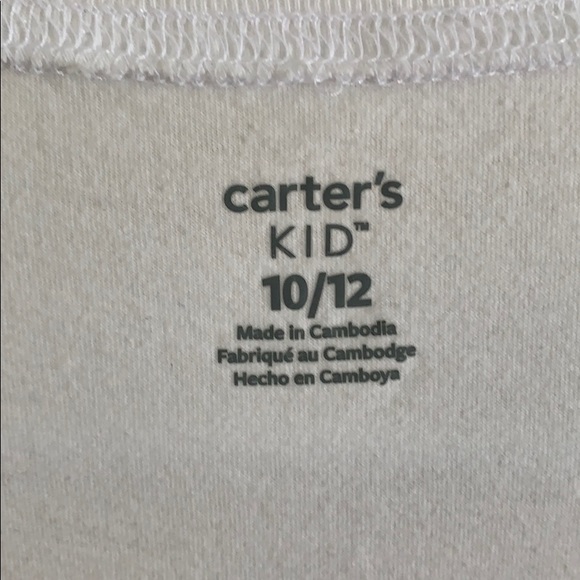 carter's
KID™
10/12
Made in Cambodia
Fabriqué au Cambodge
Hecho en Camboya